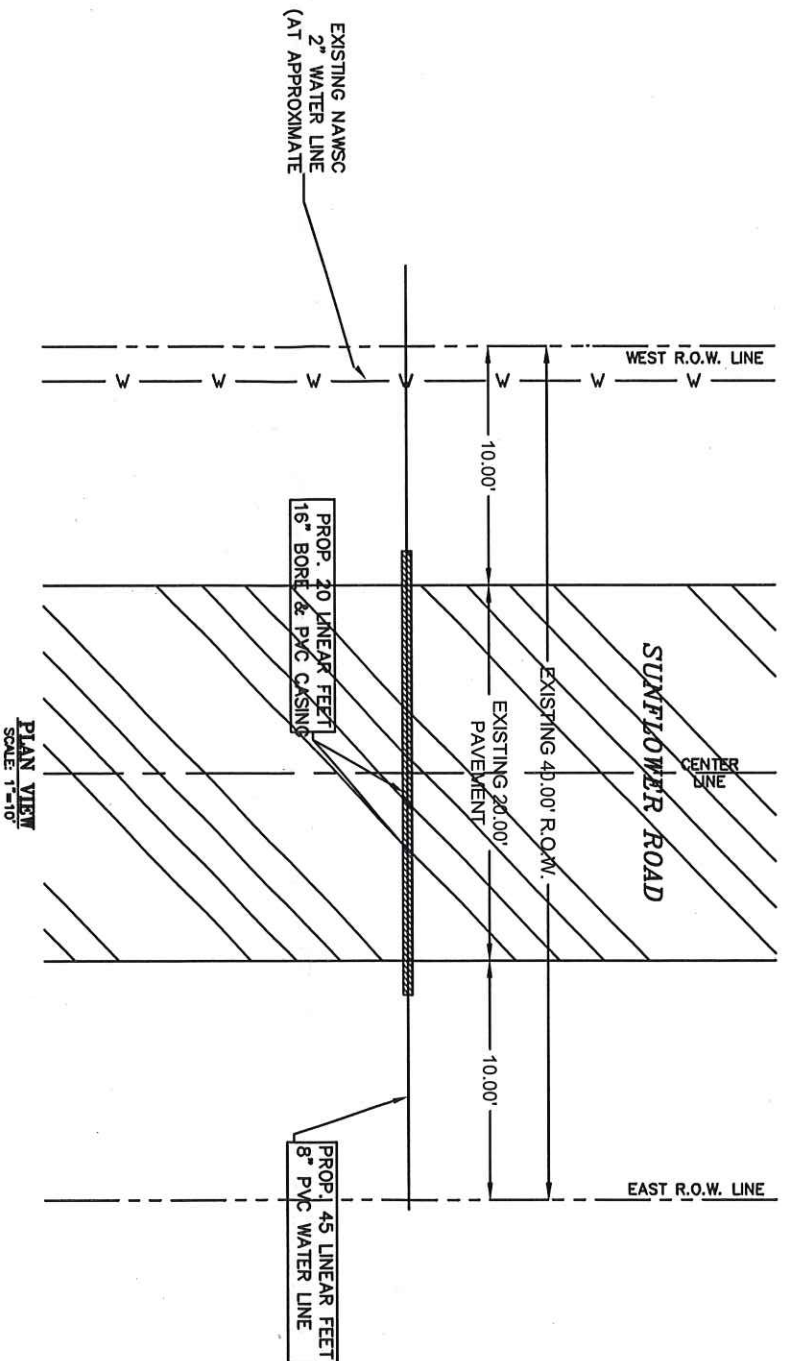 EXISTING NAWSC
2" WATER LINE
(AT APPROXIMATE
WEST R.O.W. LINE
W W W W W W W
10.00'
EXISTING 40.00' R.O.W.
EXISTING 20.00'
PAVEMENT
SUNFLOWER ROAD
CENTER
LINE
PROP. 20 LINEAR FEET
16" BORE & PVC CASING
10.00'
EAST R.O.W. LINE
PROP. 45 LINEAR FEET
8" PVC WATER LINE
PLAN VIEW
SCALE: 1"=10'